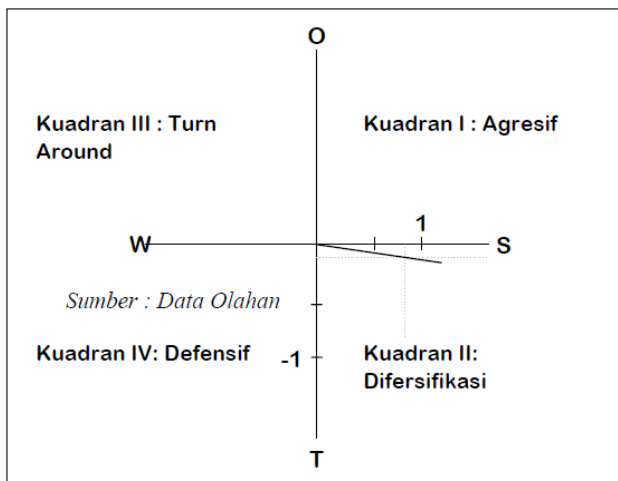 O
Kuadran III : Turn
Around
Kuadran I : Agresif
1
W
S
Sumber : Data Olahan
Kuadran IV: Defensif
-1
Kuadran II:
Difersifikasi
T